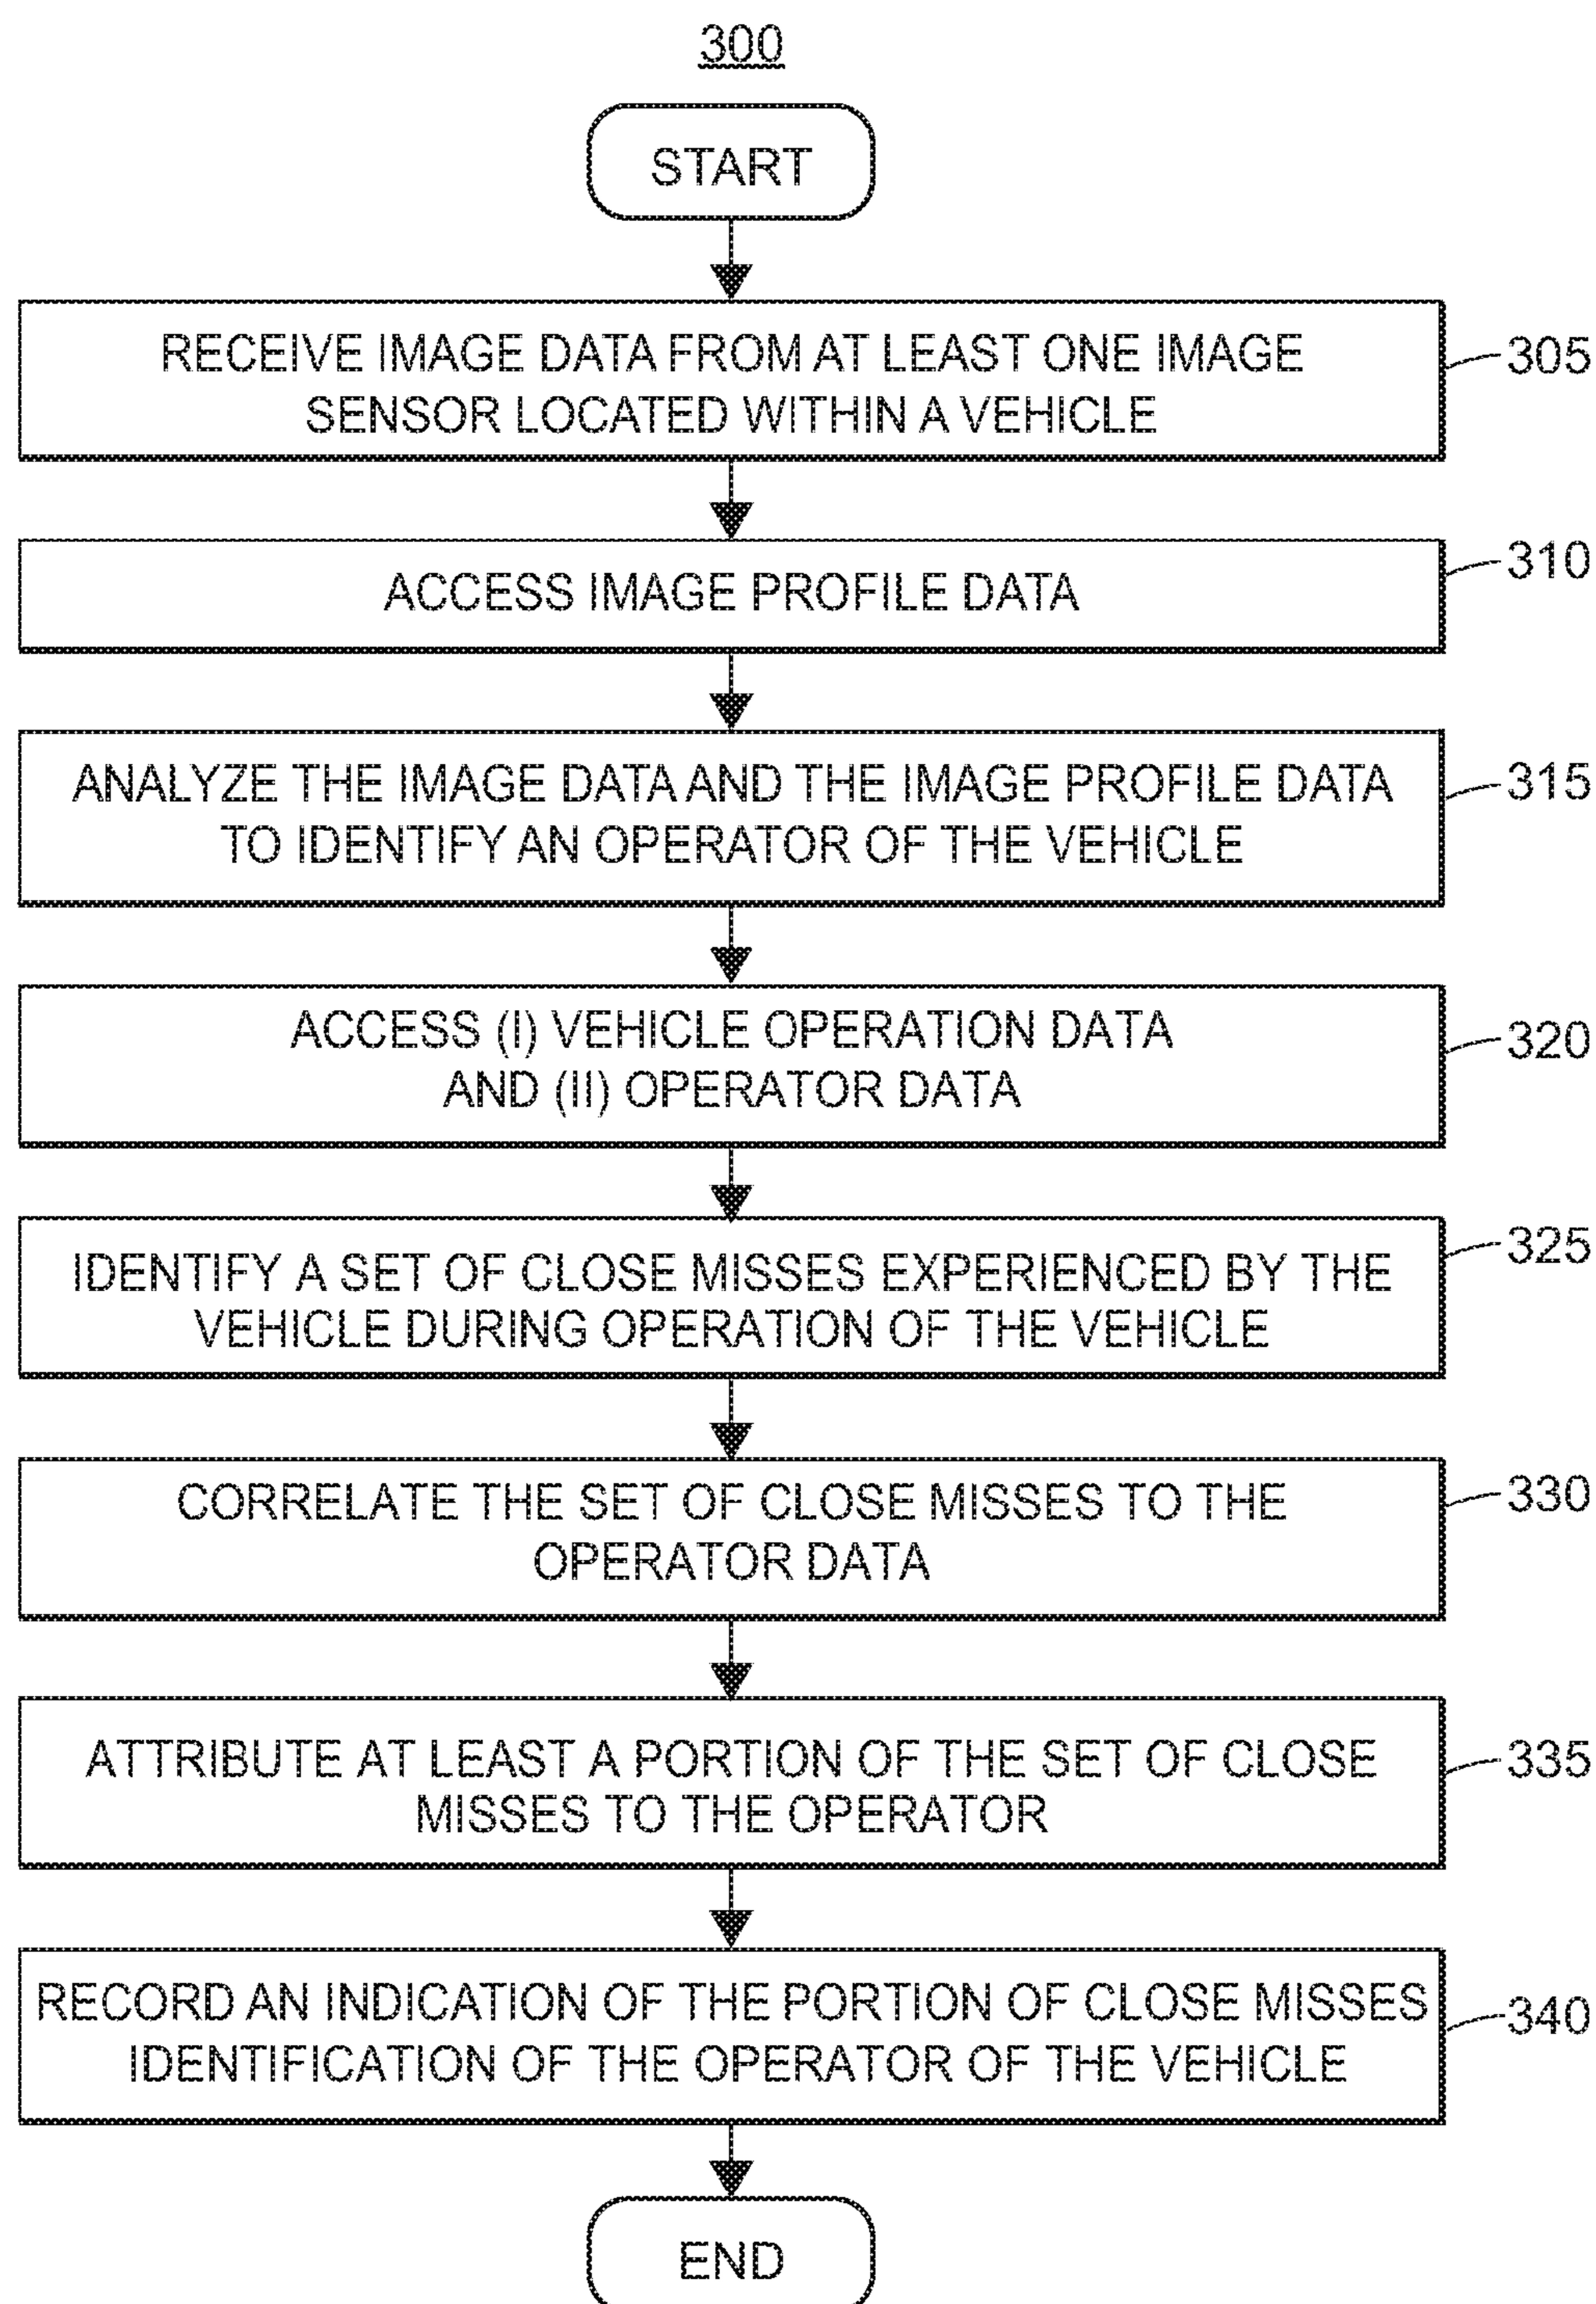 300
START
RECEIVE IMAGE DATA FROM AT LEAST ONE IMAGE
SENSOR LOCATED WITHIN A VEHICLE
305
ACCESS IMAGE PROFILE DATA
310
ANALYZE THE IMAGE DATA AND THE IMAGE PROFILE DATA
TO IDENTIFY AN OPERATOR OF THE VEHICLE
315
ACCESS (I) VEHICLE OPERATION DATA
AND (II) OPERATOR DATA
320
IDENTIFY A SET OF CLOSE MISSES EXPERIENCED BY THE
VEHICLE DURING OPERATION OF THE VEHICLE
325
CORRELATE THE SET OF CLOSE MISSES TO THE
OPERATOR DATA
330
ATTRIBUTE AT LEAST A PORTION OF THE SET OF CLOSE
MISSES TO THE OPERATOR
335
RECORD AN INDICATION OF THE PORTION OF CLOSE MISSES
IDENTIFICATION OF THE OPERATOR OF THE VEHICLE
340
END